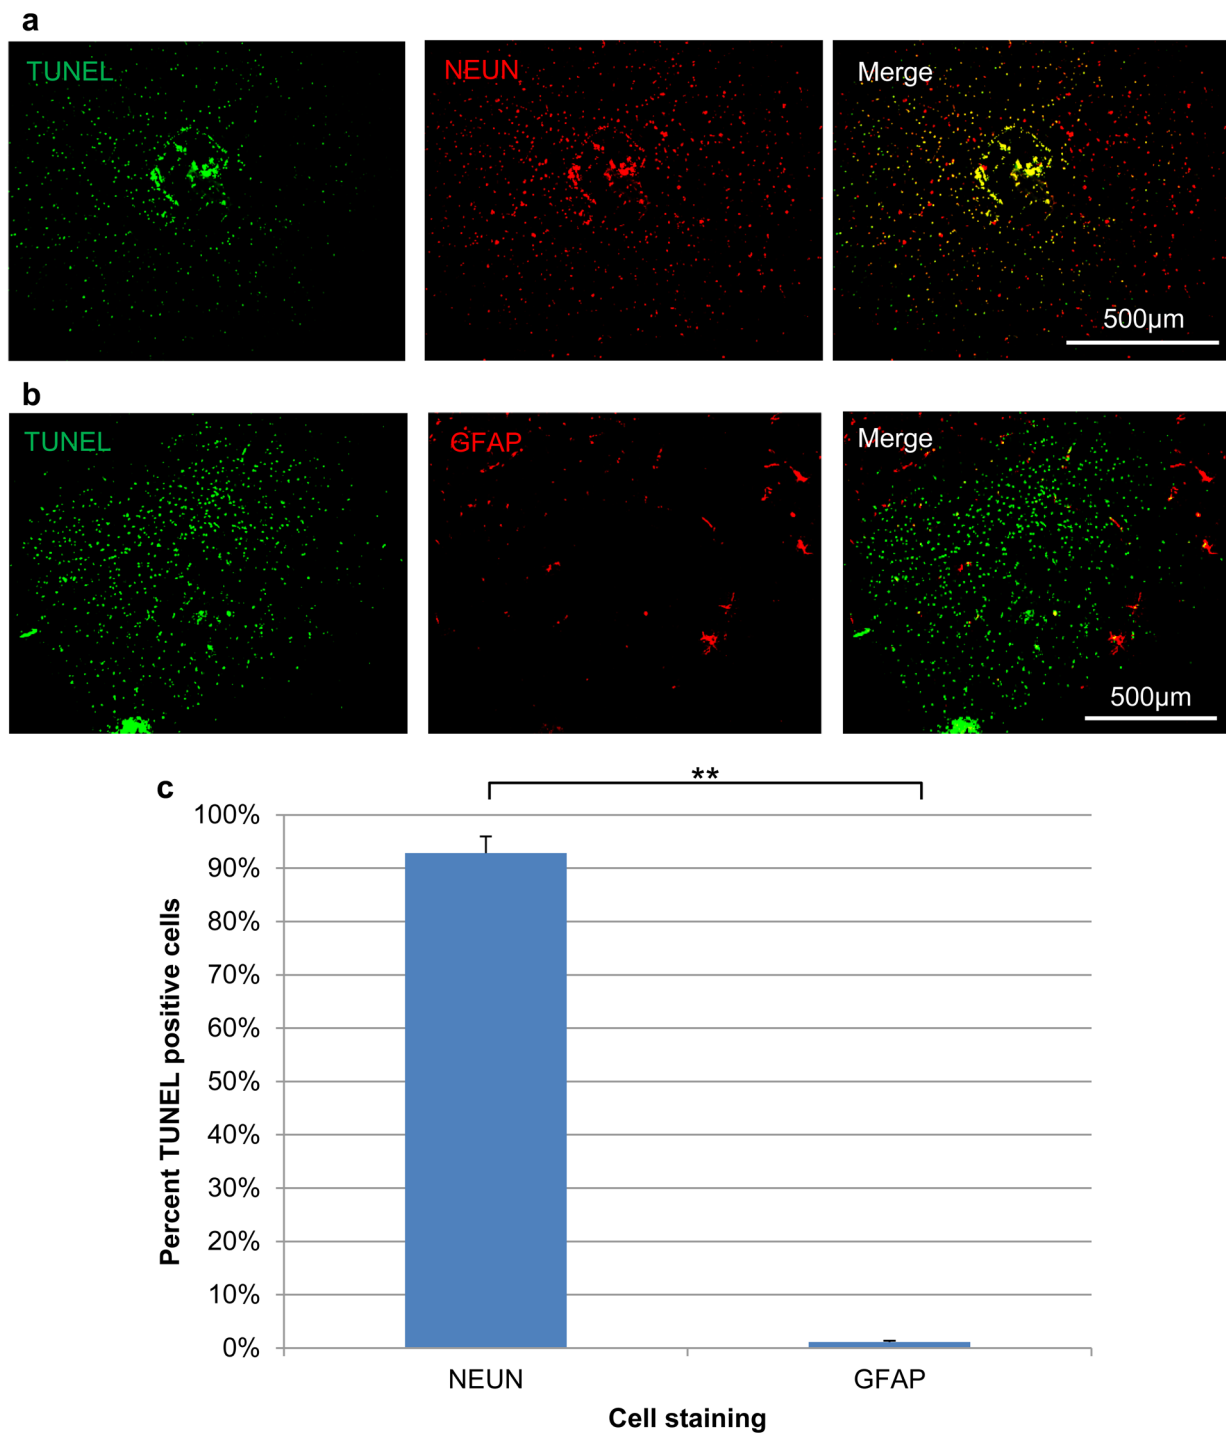 a
TUNEL
NEUN
Merge
500µm
b
TUNEL
GFAP
Merge
500µm
c
**
100%
90%
80%
70%
60%
50%
40%
30%
20%
10%
0%
Percent TUNEL positive cells
NEUN
GFAP
Cell staining